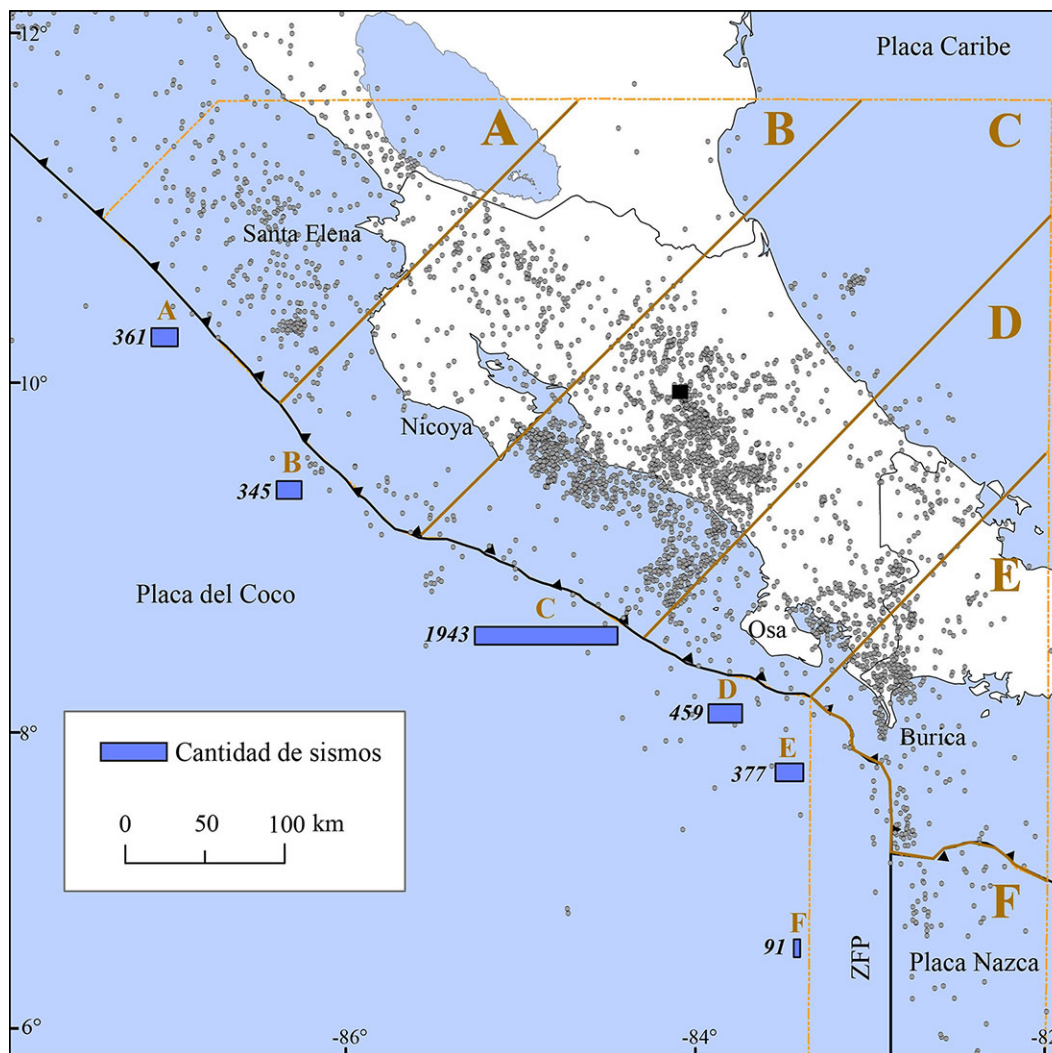 12°
Placa Caribe
A
B
C
Santa Elena
A
361
D
10°
Nicoya
B
345
E
Placa del Coco
C
1943
Osa
D
459
8°
Burica
E
377
Cantidad de sismos
0 50 100 km
F
F
91
ZFP
Placa Nazca
6°
-86° -84°